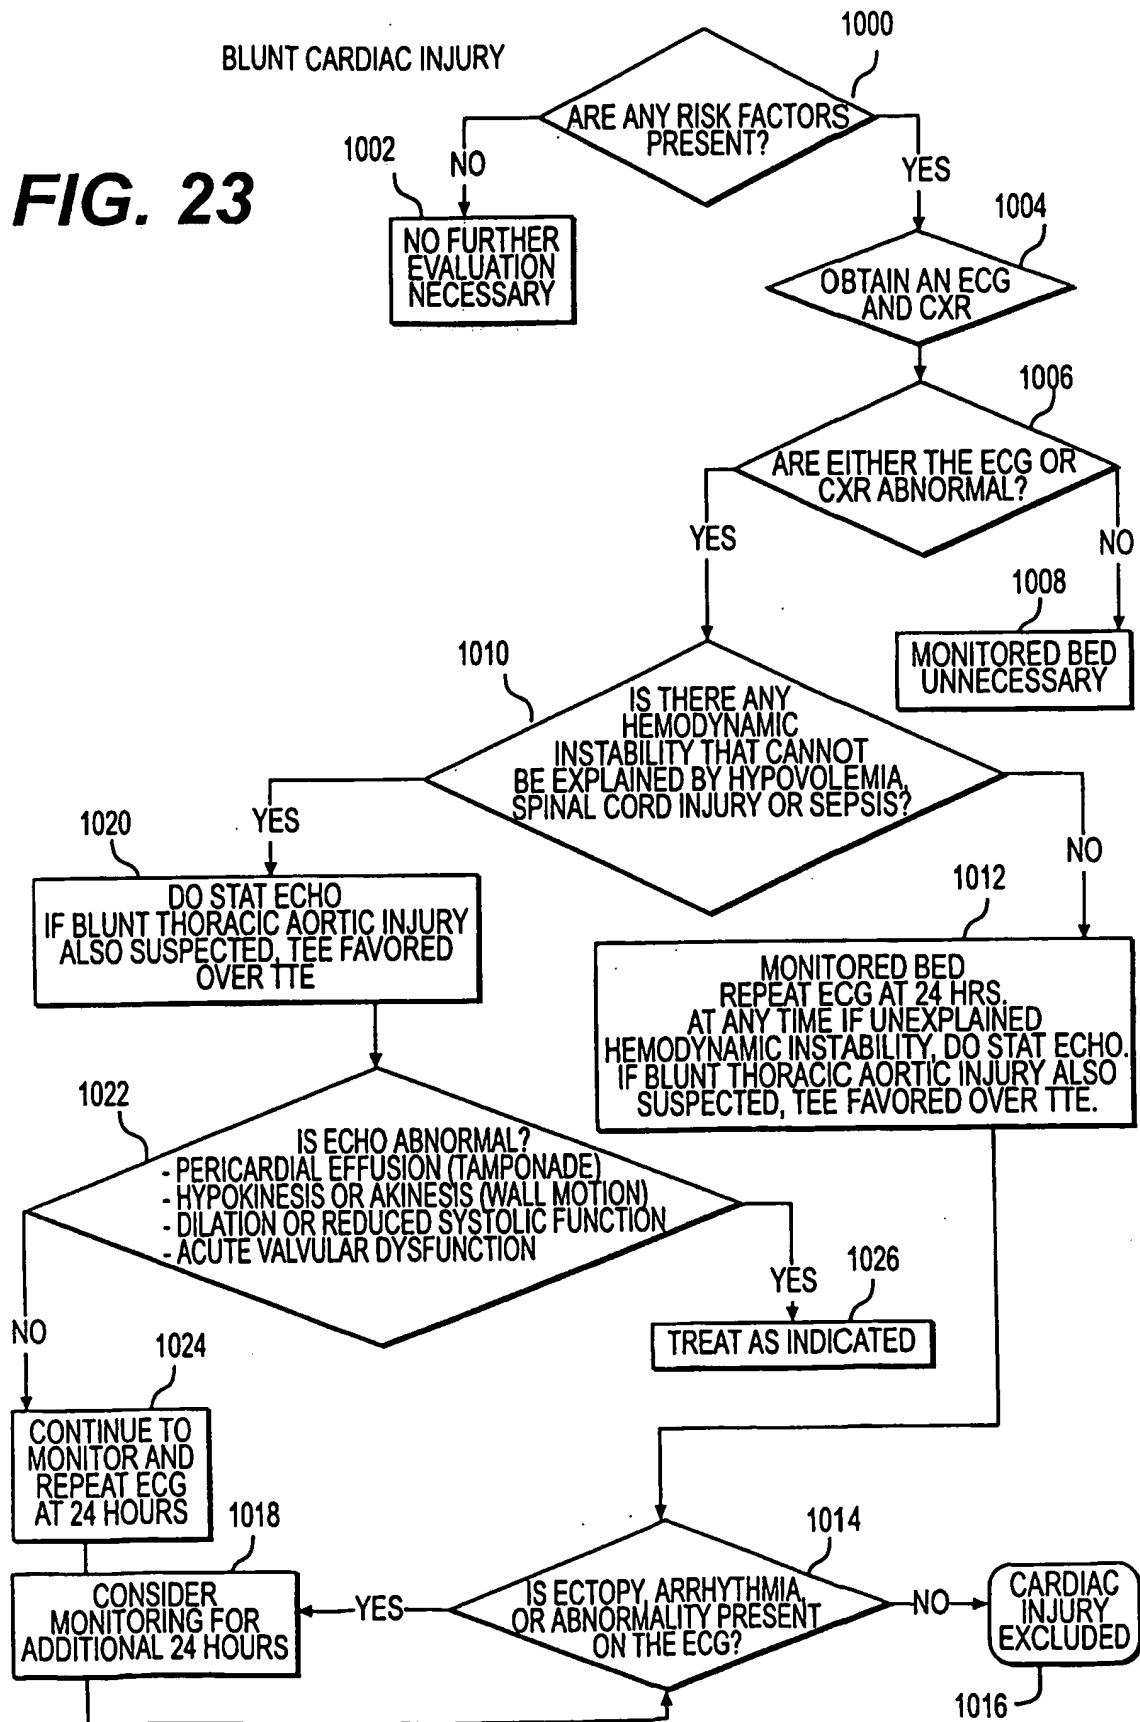 BLUNT CARDIAC INJURY
FIG. 23
1000
ARE ANY RISK FACTORS
PRESENT?
NO
YES
1002
NO FURTHER
EVALUATION
NECESSARY
1004
OBTAIN AN ECG
AND CXR
1006
ARE EITHER THE ECG OR
CXR ABNORMAL?
YES
NO
1008
MONITORED BED
UNNECESSARY
1010
IS THERE ANY
HEMODYNAMIC
INSTABILITY THAT CANNOT
BE EXPLAINED BY HYPOVOLEMIA,
SPINAL CORD INJURY OR SEPSIS?
YES
NO
1020
DO STAT ECHO
IF BLUNT THORACIC AORTIC INJURY
ALSO SUSPECTED, TEE FAVORED
OVER TTE
1012
MONITORED BED
REPEAT ECG AT 24 HRS.
AT ANY TIME IF UNEXPLAINED
HEMODYNAMIC INSTABILITY, DO STAT ECHO.
IF BLUNT THORACIC AORTIC INJURY ALSO
SUSPECTED, TEE FAVORED OVER TTE.
1022
IS ECHO ABNORMAL?
- PERICARDIAL EFFUSION (TAMPONADE)
- HYPOKINESIS OR AKINESIS (WALL MOTION)
- DILATION OR REDUCED SYSTOLIC FUNCTION
- ACUTE VALVULAR DYSFUNCTION
NO
YES
1026
TREAT AS INDICATED
1024
CONTINUE TO
MONITOR AND
REPEAT ECG
AT 24 HOURS
1018
CONSIDER
MONITORING FOR
ADDITIONAL 24 HOURS
YES
1014
IS ECTOPY, ARRHYTHMIA,
OR ABNORMALITY PRESENT
ON THE ECG?
NO
CARDIAC
INJURY
EXCLUDED
1016